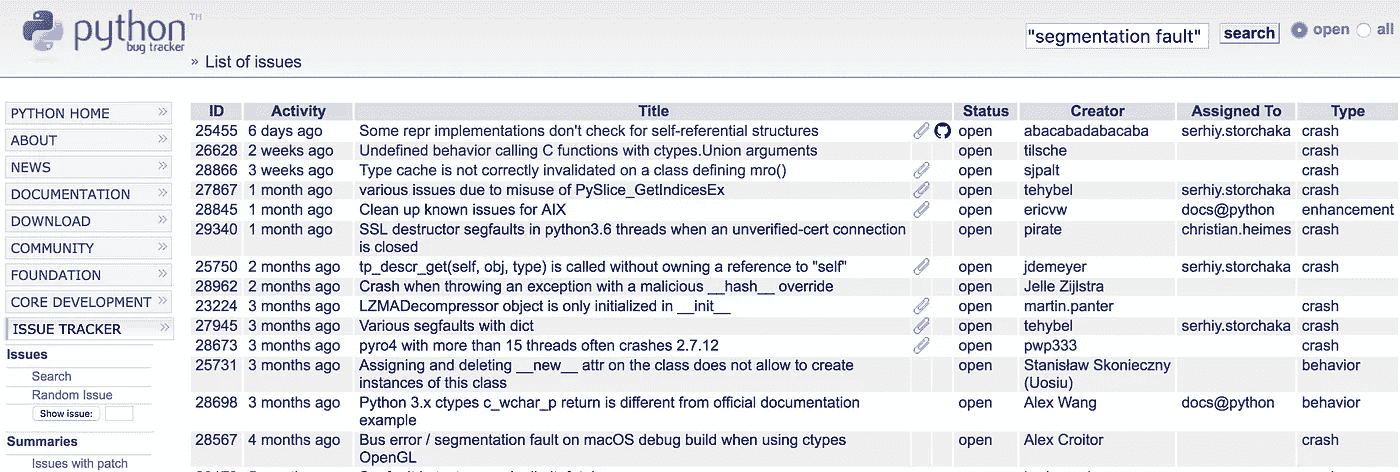 python TM
bug tracker
» List of issues
"segmentation fault" search open all
PYTHON HOME »
ABOUT »
NEWS »
DOCUMENTATION »
DOWNLOAD »
COMMUNITY »
FOUNDATION »
CORE DEVELOPMENT »
ISSUE TRACKER »
Issues
Search
Random Issue
Show issue:
Summaries
Issues with patch
ID Activity Title Status Creator Assigned To Type
25455 6 days ago Some repr implementations don't check for self-referential structures open abacabadabacaba serhiy.storchaka crash
26628 2 weeks ago Undefined behavior calling C functions with ctypes.Union arguments open tilsche crash
28866 3 weeks ago Type cache is not correctly invalidated on a class defining mro() open sjpalt crash
27867 1 month ago various issues due to misuse of PySlice_GetIndicesEx open tehybel serhiy.storchaka crash
28845 1 month ago Clean up known issues for AIX open ericvw docs@python enhancement
29340 1 month ago SSL destructor segfaults in python3.6 threads when an unverified-cert connection open pirate christian.heimes crash
is closed
25750 2 months ago tp_descr_get(self, obj, type) is called without owning a reference to "self" open jdemeyer serhiy.storchaka crash
28962 2 months ago Crash when throwing an exception with a malicious __hash__ override open Jelle Zijlstra
23224 3 months ago LZMADecompressor object is only initialized in __init__ open martin.panter crash
27945 3 months ago Various segfaults with dict open tehybel serhiy.storchaka crash
28673 3 months ago pyro4 with more than 15 threads often crashes 2.7.12 open pwp333 crash
25731 3 months ago Assigning and deleting __new__ attr on the class does not allow to create open Stanisław Skonieczny behavior
instances of this class (Uosiu)
28698 3 months ago Python 3.x ctypes c_wchar_p return is different from official documentation open Alex Wang docs@python behavior
example
28567 4 months ago Bus error / segmentation fault on macOS debug build when using ctypes open Alex Croitor crash
OpenGL